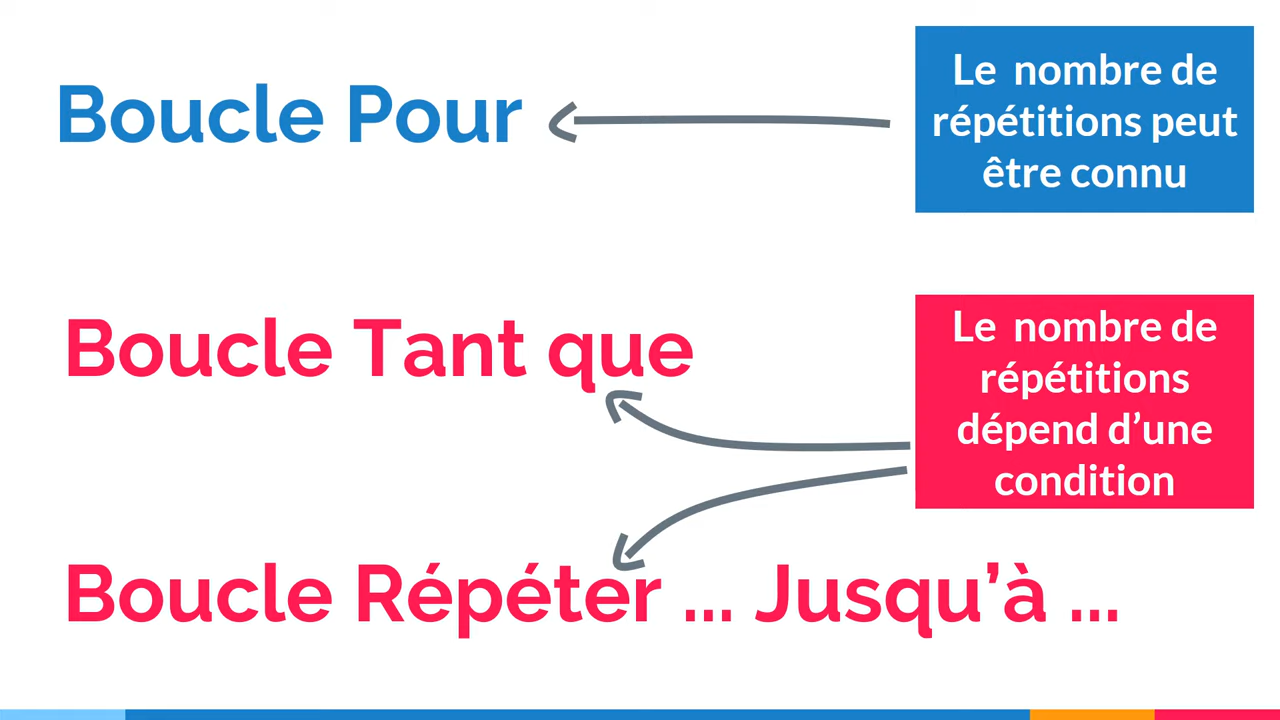 Boucle Pour
Le nombre de
répétitions peut
être connu
Boucle Tant que
Le nombre de
répétitions
dépend d’une
condition
Boucle Répéter ... Jusqu’à ...